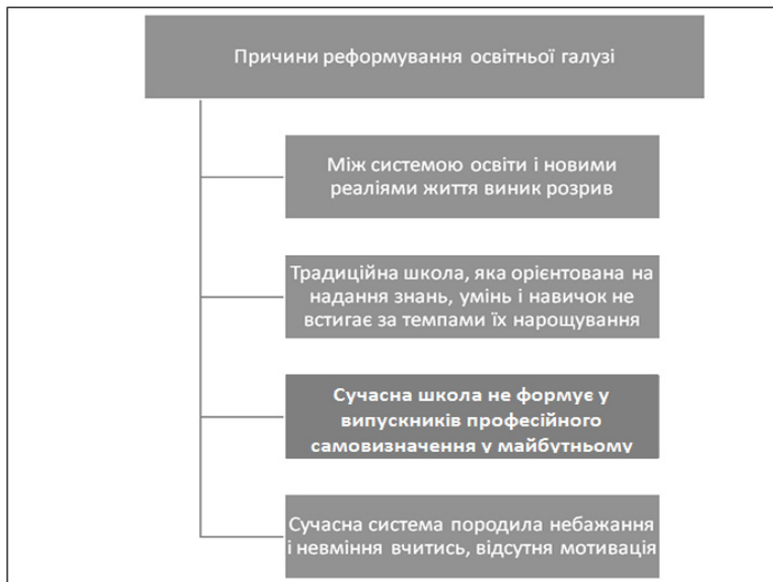 Причини реформування освітньої галузі
Між системою освіти і новими
реаліями життя виник розрив
Традиційна школа, яка орієнтована на
надання знань, умінь і навичок не
встигає за темпами їх нарощування
Сучасна школа не формує у
випускників професійного
самовизначення у майбутньому
Сучасна система породила небажання
і невміння вчитись, відсутня мотивація